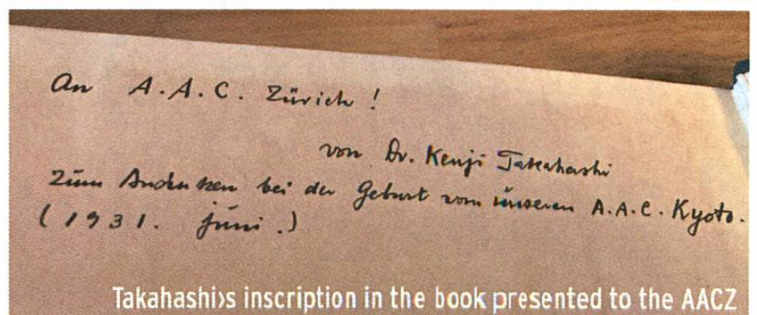 An A.A.C. Zürich!
von Dr. Kenji Takahashi
Zum Andenken bei der Geburt vom unseren A.A.C. Kyoto.
(1931. Juni.)
Takahashi›s inscription in the book presented to the AACZ